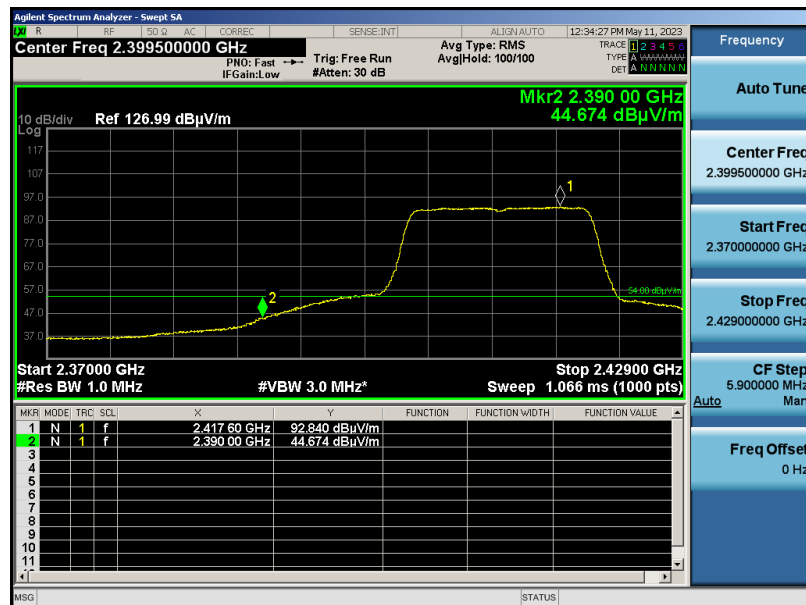 Agilent Spectrum Analyzer - Swept SA
LXI R RF 50 Ω AC CORREC SENSE:INT ALIGN AUTO 12:34:27 PM May 11, 2023
Center Freq 2.399500000 GHz
PNO: Fast
IFGain:Low
Trig: Free Run
#Atten: 30 dB
Avg Type: RMS
Avg|Hold: 100/100
TRACE 1 2 3 4 5 6
TYPE A WWWWW
DET A N N N N N
Mkr2 2.390 00 GHz
44.674 dBµV/m
10 dB/div Ref 126.99 dBµV/m
Log
117
107
97.0
87.0
77.0
67.0
57.0
47.0
37.0
1
2
54.00 dBµV/m
Start 2.37000 GHz Stop 2.42900 GHz
#Res BW 1.0 MHz #VBW 3.0 MHz* Sweep 1.066 ms (1000 pts)
MKR MODE TRC SCL X Y FUNCTION FUNCTION WIDTH FUNCTION VALUE
1 N 1 f 2.417 60 GHz 92.840 dBµV/m
2 N 1 f 2.390 00 GHz 44.674 dBµV/m
3
4
5
6
7
8
9
10
11
MSG STATUS
Frequency
Auto Tune
Center Freq
2.399500000 GHz
Start Freq
2.370000000 GHz
Stop Freq
2.429000000 GHz
CF Step
5.900000 MHz
Auto Man
Freq Offset
0 Hz